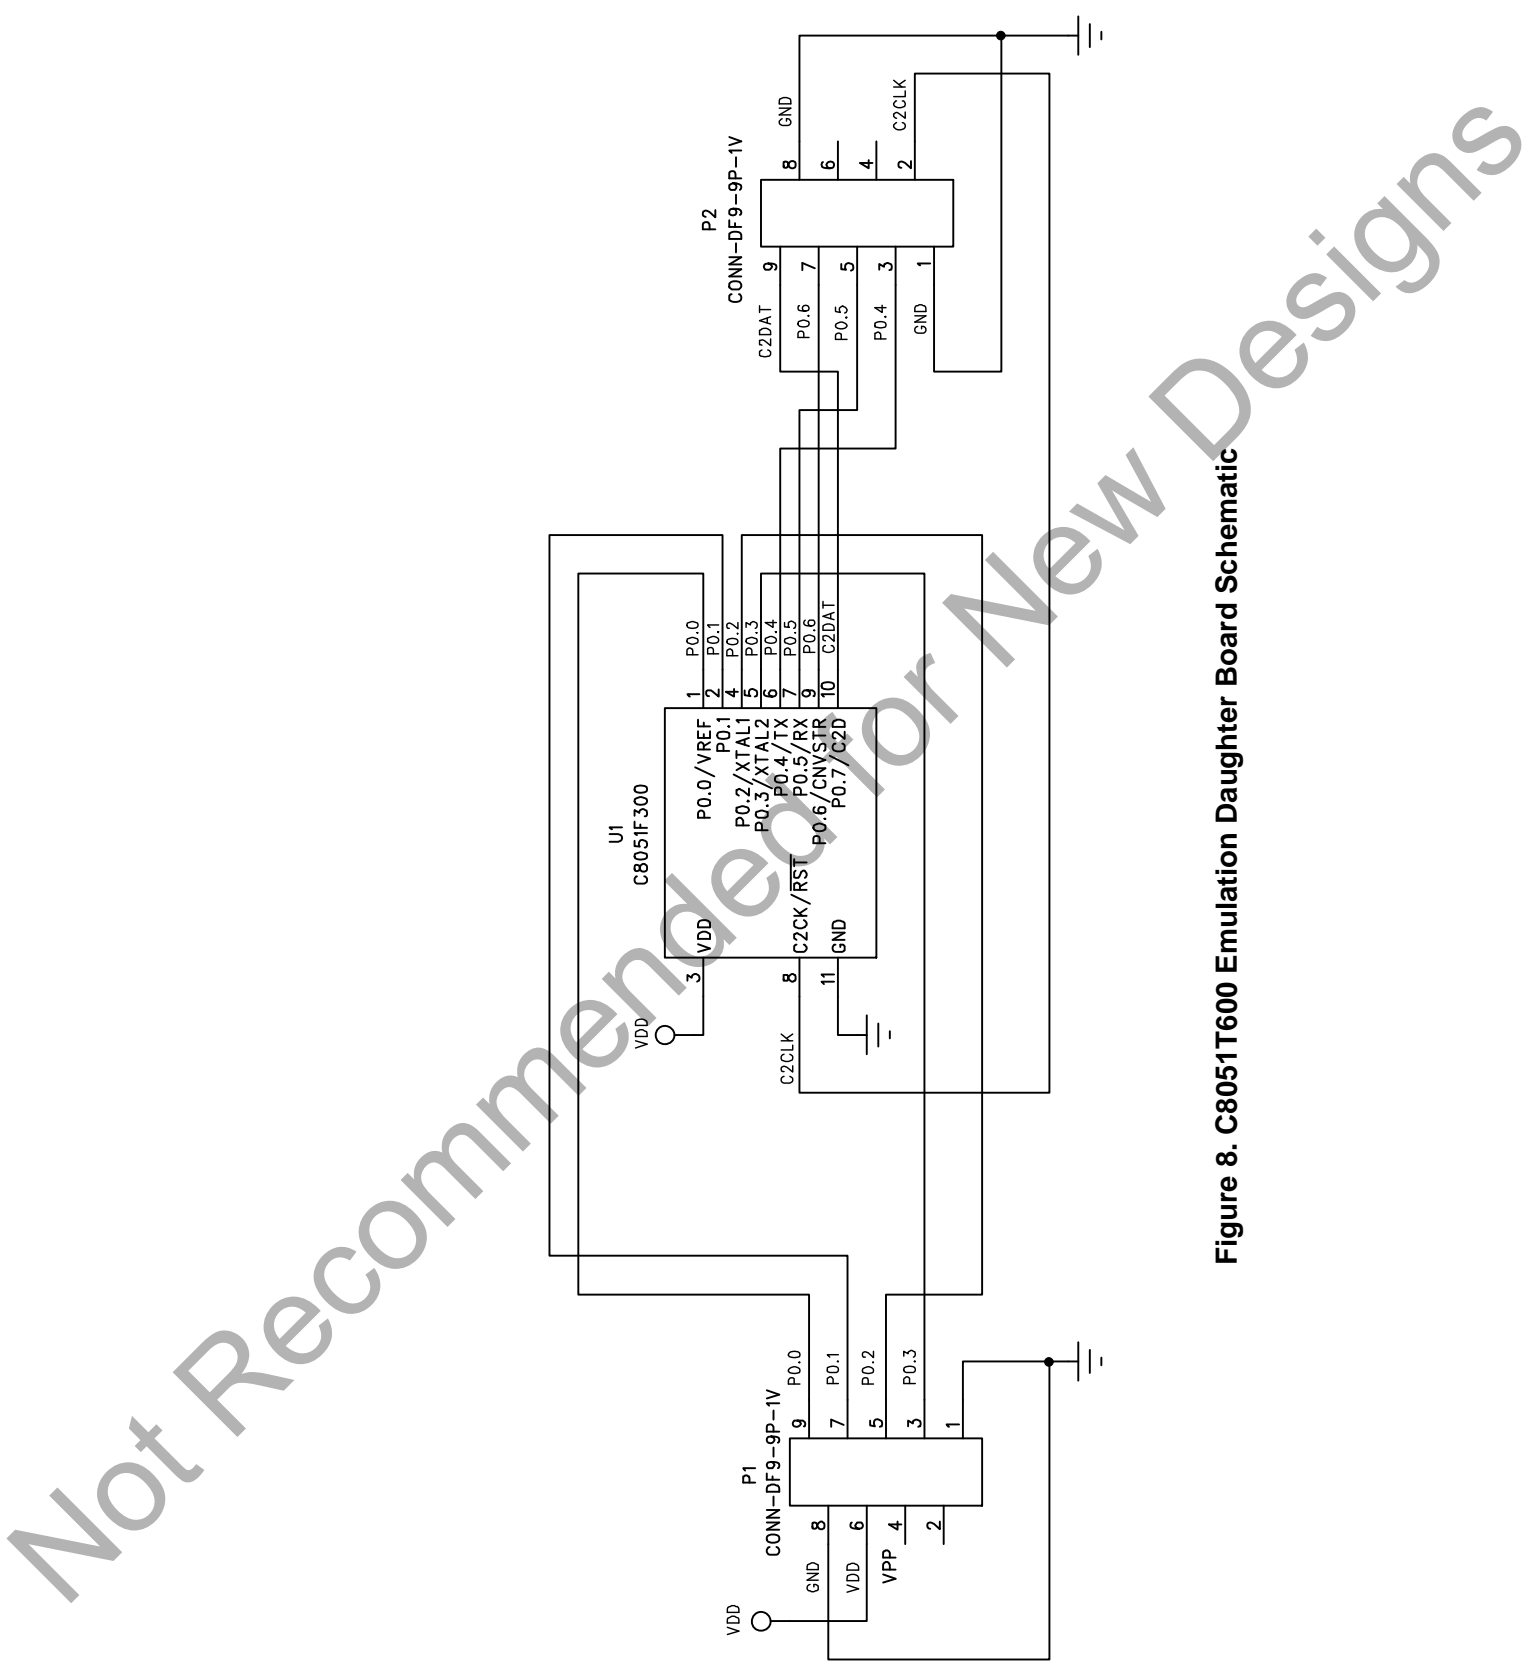 P1
CONN-DF9-9P-1V
VDD
GND
VDD
VPP
8
6
4
2
9
7
5
3
1
P0.0
P0.1
P0.2
P0.3
U1
C8051F300
VDD
3
8
11
C2CLK
VDD
C2CK/RST
GND
P0.0/VREF
P0.1
P0.2/XTAL1
P0.3/XTAL2
P0.4/TX
P0.5/RX
P0.6/CNVSTR
P0.7/C2D
1
2
4
5
6
7
9
10
P0.0
P0.1
P0.2
P0.3
P0.4
P0.5
P0.6
C2DAT
P2
CONN-DF9-9P-1V
C2DAT
P0.6
P0.5
P0.4
GND
9
7
5
3
1
8
6
4
2
GND
C2CLK
Figure 8. C8051T600 Emulation Daughter Board Schematic
Not Recommended for New Designs